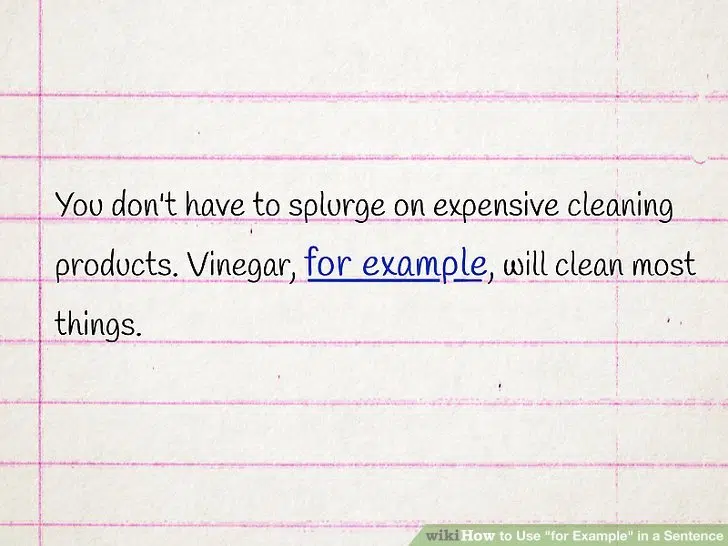 You don't have to splurge on expensive cleaning
products. Vinegar, for example, will clean most
things.
wikiHow to Use "for Example" in a Sentence